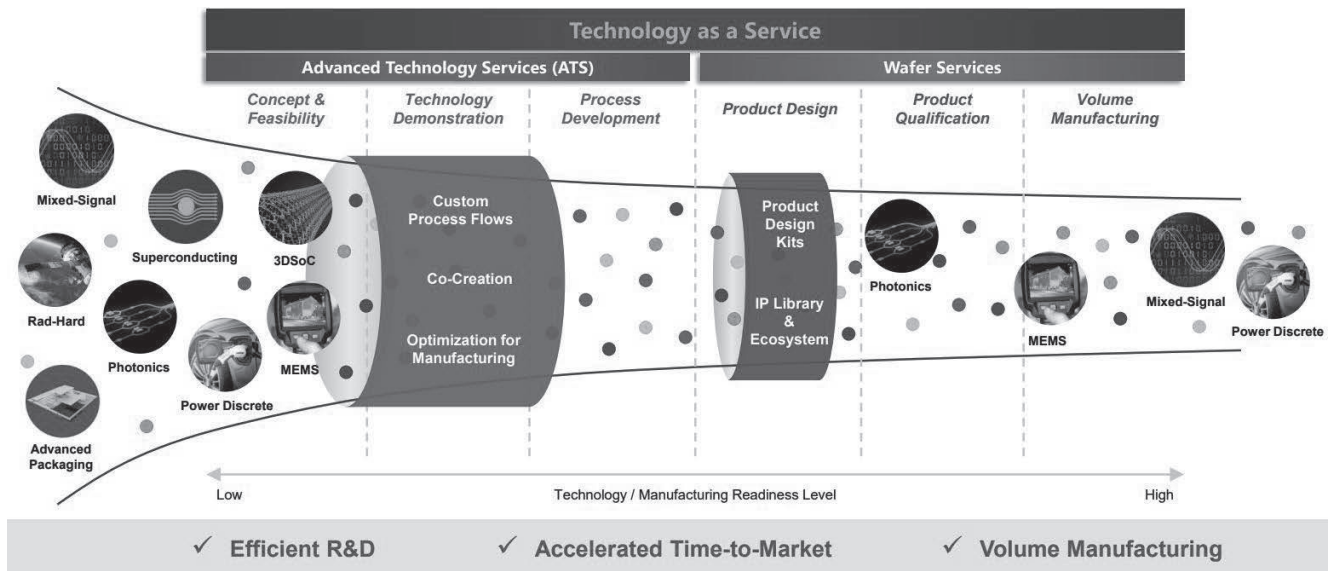 Technology as a Service
Advanced Technology Services (ATS)
Wafer Services
Concept &
Feasibility
Technology
Demonstration
Process
Development
Product Design
Product
Qualification
Volume
Manufacturing
Mixed-Signal
Superconducting
3DSoC
Rad-Hard
Photonics
MEMS
Power Discrete
Advanced
Packaging
Custom
Process Flows
Co-Creation
Optimization for
Manufacturing
Product
Design
Kits
IP Library
&
Ecosystem
Photonics
MEMS
Mixed-Signal
Power Discrete
Low
Technology / Manufacturing Readiness Level
High
✓ Efficient R&D
✓ Accelerated Time-to-Market
✓ Volume Manufacturing